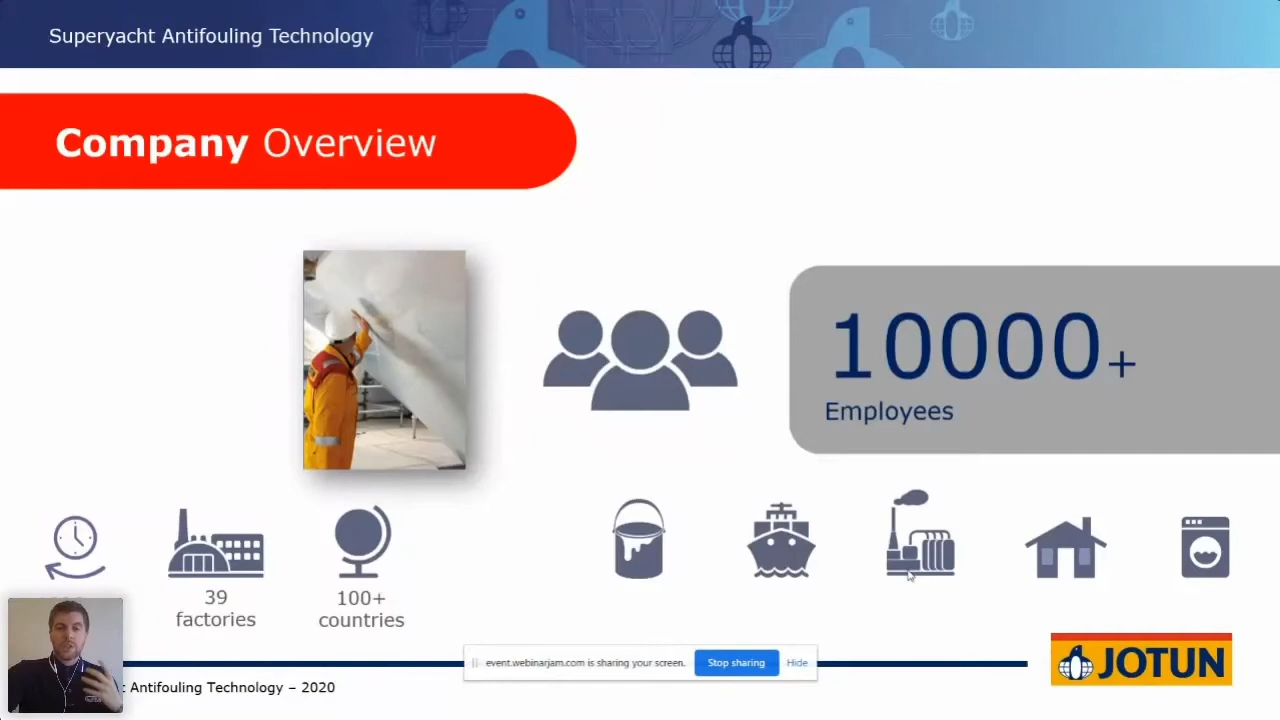 Superyacht Antifouling Technology
Company Overview
10000+
Employees
39
factories
100+
countries
event.webinarjam.com is sharing your screen.
Stop sharing
Hide
Antifouling Technology – 2020
JOTUN